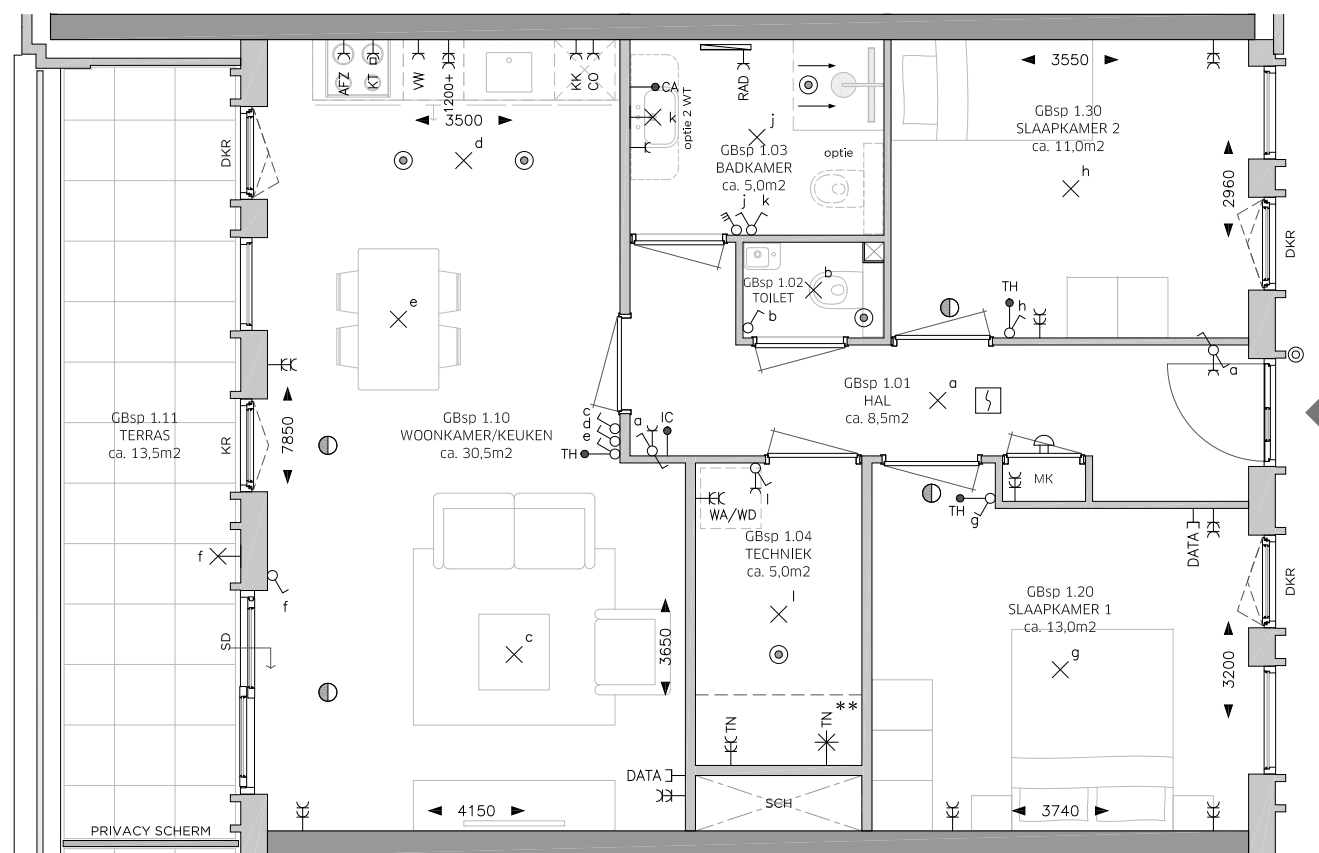 AFZ
KT
VW
1200+
KK
CO
3500
d
CA
k
optie 2 WT
RAD
j
GBsp 1.03
BADKAMER
ca. 5,0m2
optie
j
k
3550
GBsp 1.30
SLAAPKAMER 2
ca. 11,0m2
h
2960
DKR
DKR
e
GBsp 1.02
TOILET
b
b
TH
h
a
GBsp 1.01
HAL
ca. 8,5m2
a
GBsp 1.11
TERRAS
ca. 13,5m2
KR
7850
GBsp 1.10
WOONKAMER/KEUKEN
ca. 30,5m2
c
d
e
TH
a
IC
MK
l
WA/WD
TH
g
GBsp 1.04
TECHNIEK
ca. 5,0m2
l
DATA
DKR
f
f
SD
c
3650
GBsp 1.20
SLAAPKAMER 1
ca. 13,0m2
g
3200
TN
TN
**
DATA
SCH
4150
3740
PRIVACY SCHERM